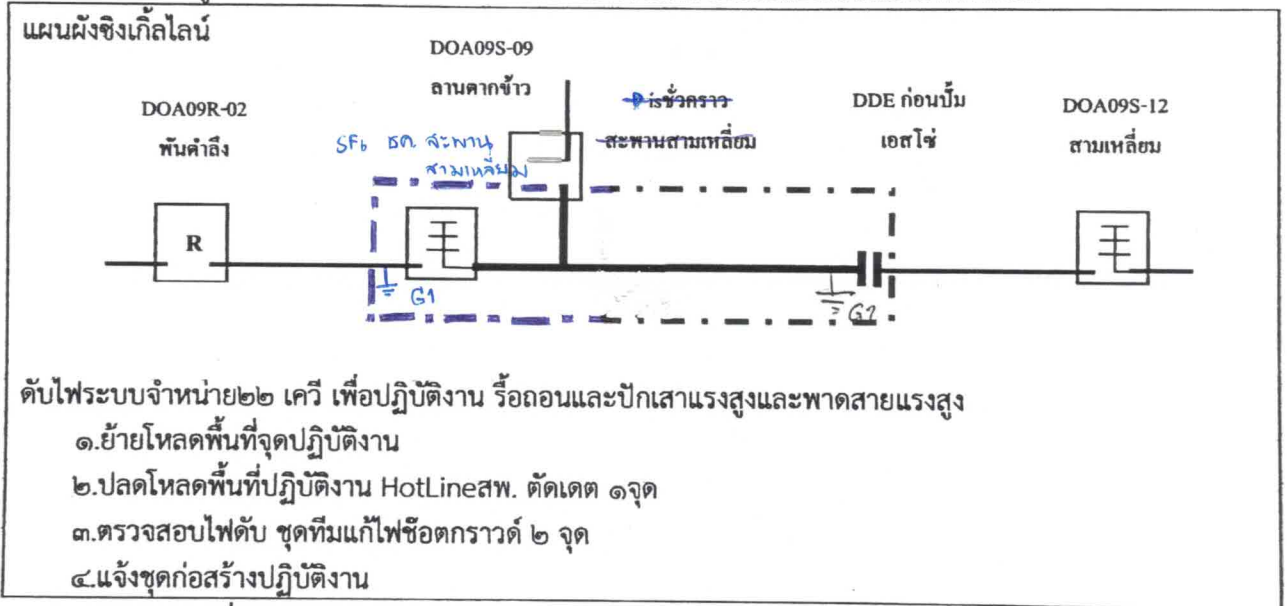 แผนผังซิงเกิ้ลไลน์
DOA09S-09
ลานตากข้าว
DOA09R-02
พันดำลึง
SF6 ธค. สะพาน
สามเหลี่ยม
Disชั่วคราว
สะพานสามเหลี่ยม
DDE ก่อนปั๊ม
เอสโซ่
DOA09S-12
สามเหลี่ยม
R
G1
G2
ดับไฟระบบจำหน่าย๒๒ เควี เพื่อปฏิบัติงาน รื้อถอนและปักเสาแรงสูงและพาดสายแรงสูง
๑.ย้ายโหลดพื้นที่จุดปฏิบัติงาน
๒.ปลดโหลดพื้นที่ปฏิบัติงาน HotLineสพ. ตัดเดต ๑จุด
๓.ตรวจสอบไฟดับ ชุดทีมแก้ไฟช๊อตกราวด์ ๒ จุด
๔.แจ้งชุดก่อสร้างปฏิบัติงาน